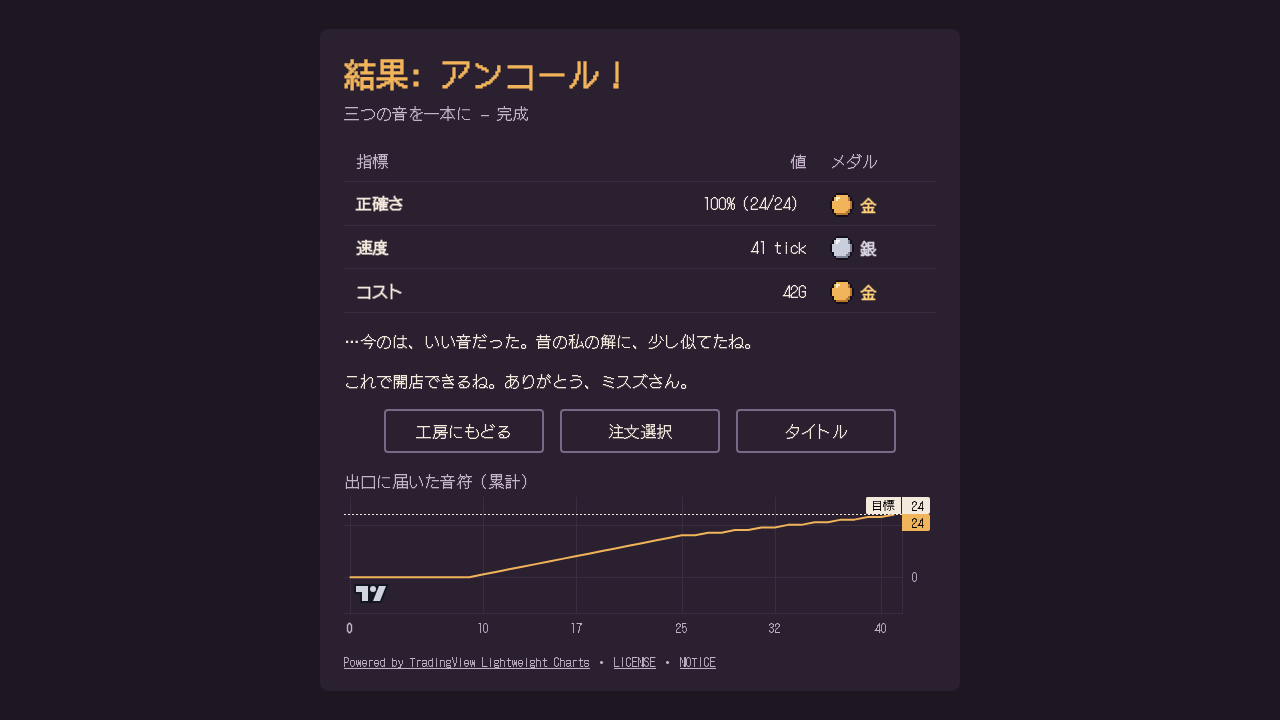 結果: アンコール!
三つの音を一本に – 完成
指標 値 メダル
正確さ 100% (24/24) 金
速度 41 tick 銀
コスト 42G 金
…今のは、いい音だった。昔の私の解に、少し似てたね。
これで開店できるね。ありがとう、ミスズさん。
工房にもどる 注文選択 タイトル
出口に届いた音符(累計)
目標 24
24
0
0 10 17 25 32 40
Powered by TradingView Lightweight Charts • LICENSE • NOTICE